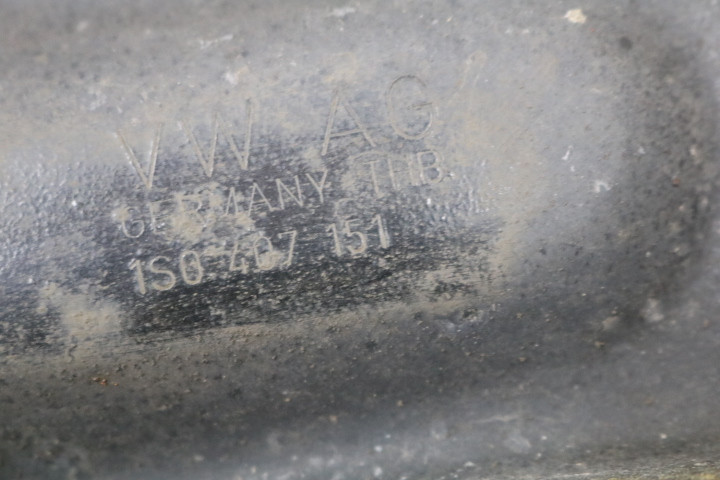 VW AG
GERMANY THB.
1S0 407 151